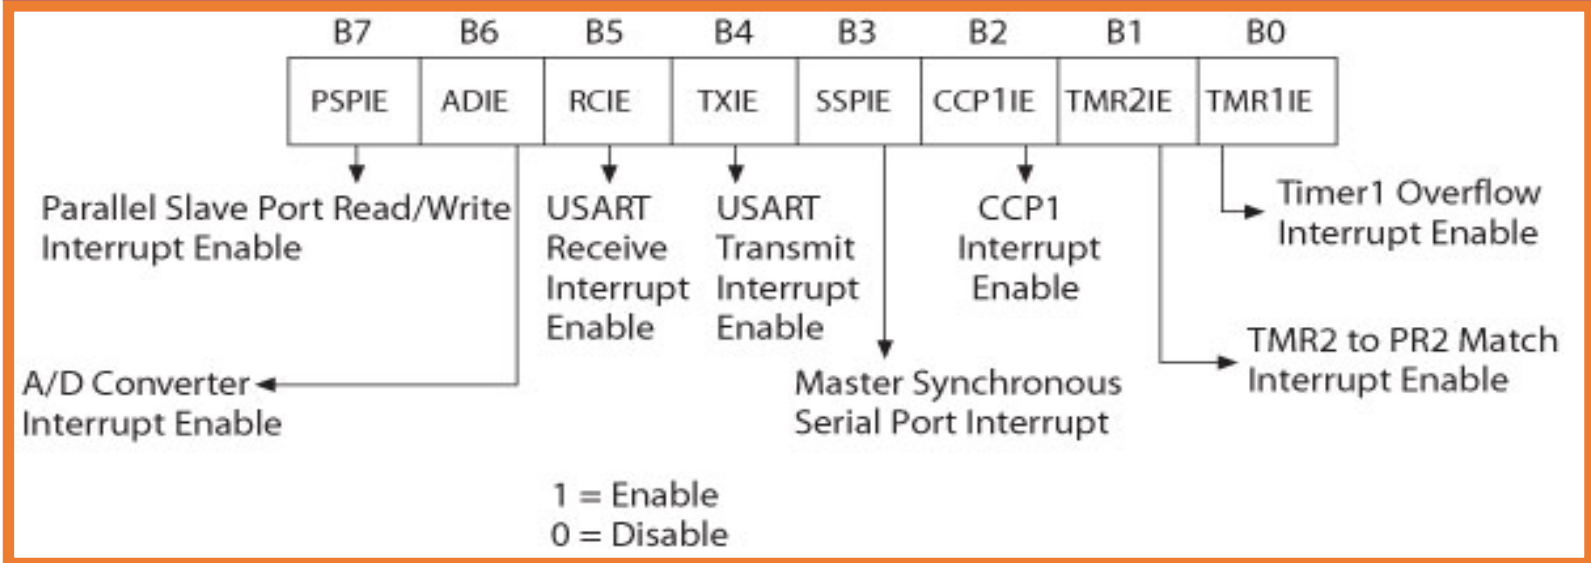 B7 B6 B5 B4 B3 B2 B1 B0
PSPIE ADIE RCIE TXIE SSPIE CCP1IE TMR2IE TMR1IE
Parallel Slave Port Read/Write
Interrupt Enable
USART
Receive
Interrupt
Enable
USART
Transmit
Interrupt
Enable
CCP1
Interrupt
Enable
Timer1 Overflow
Interrupt Enable
TMR2 to PR2 Match
Interrupt Enable
A/D Converter
Interrupt Enable
Master Synchronous
Serial Port Interrupt
1 = Enable
0 = Disable